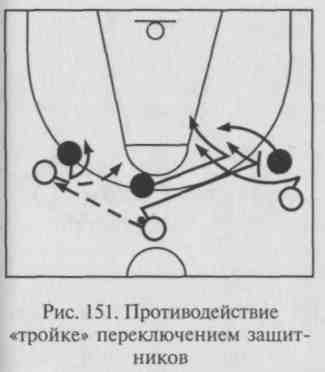 Рис. 151. Противодействие
«тройке» переключением защит-
ников